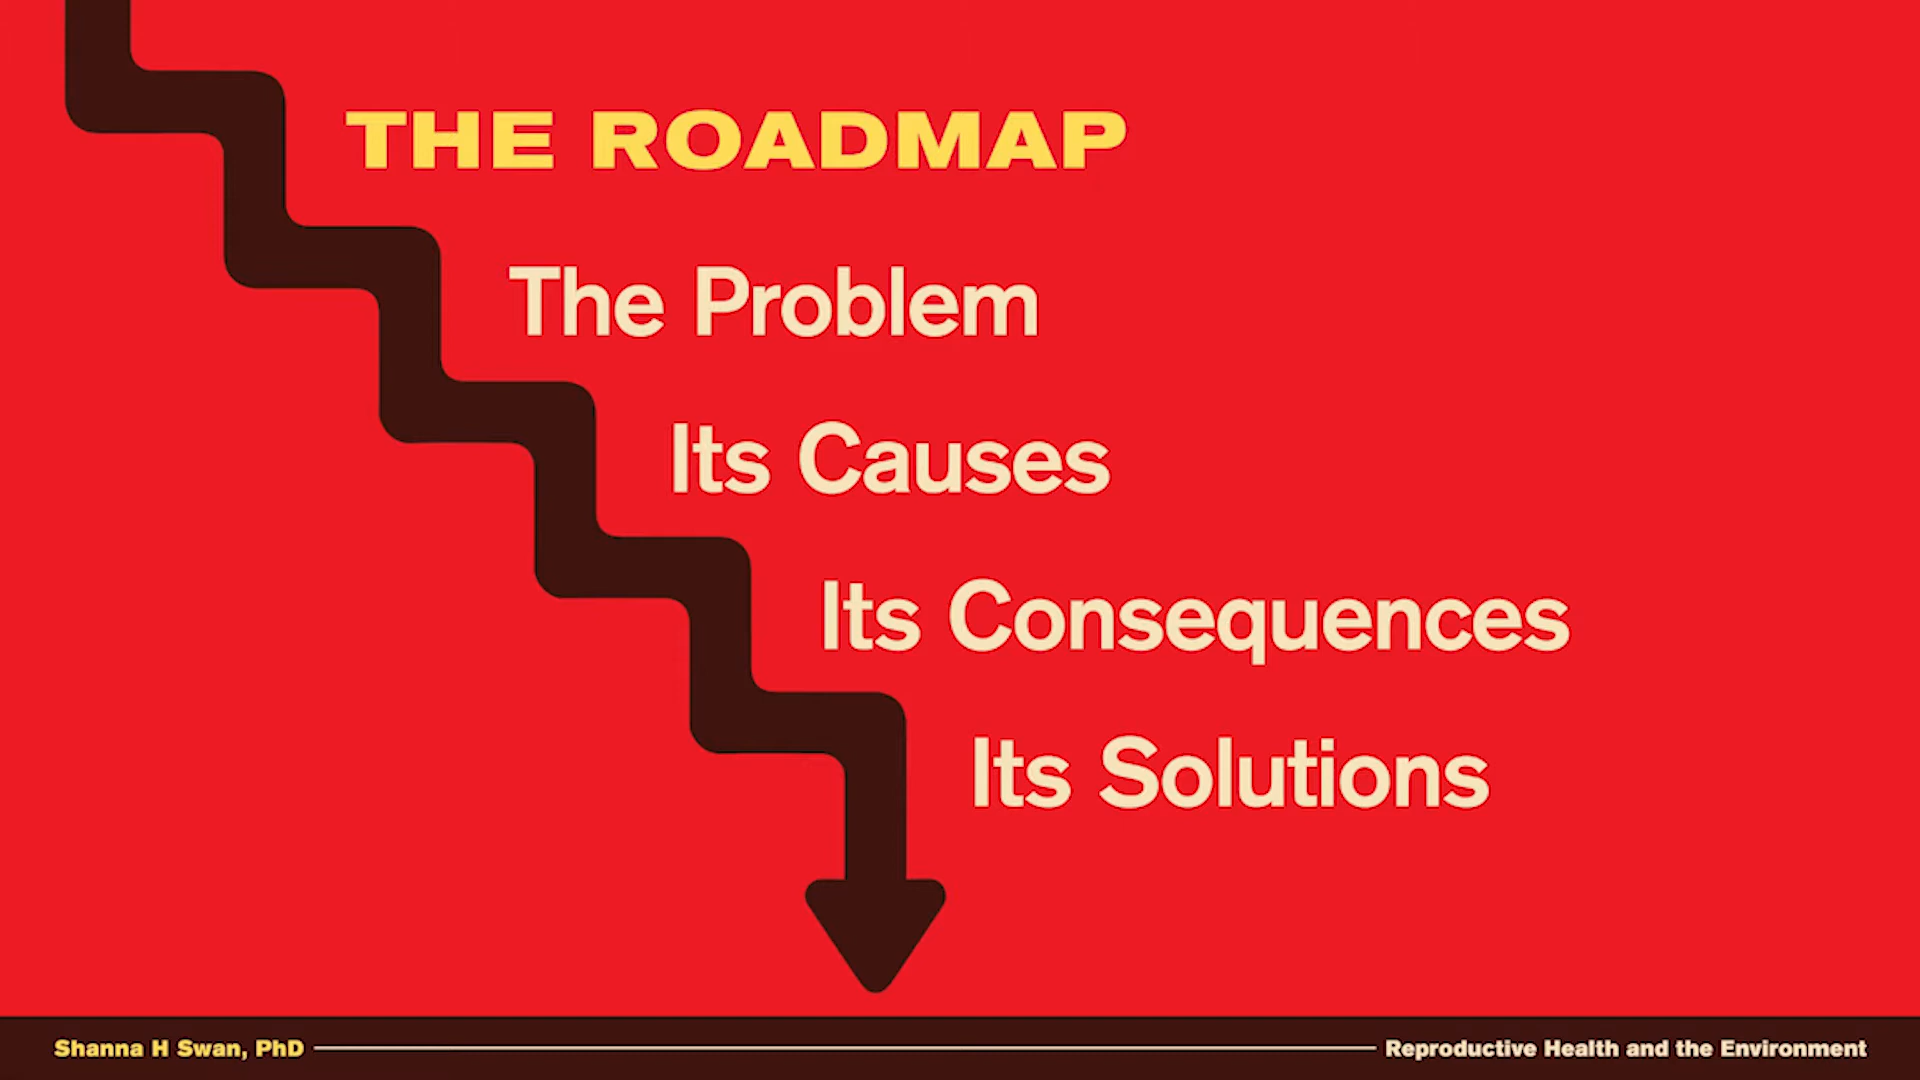 THE ROADMAP
The Problem
Its Causes
Its Consequences
Its Solutions
Shanna H Swan, PhD
Reproductive Health and the Environment